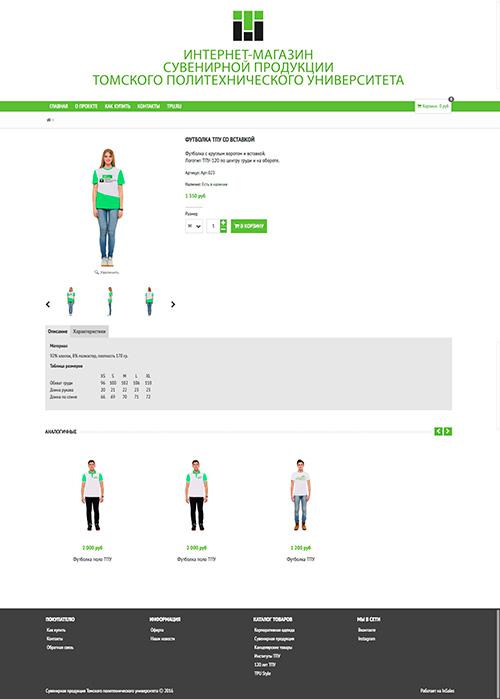 ИНТЕРНЕТ-МАГАЗИН
СУВЕНИРНОЙ ПРОДУКЦИИ
ТОМСКОГО ПОЛИТЕХНИЧЕСКОГО УНИВЕРСИТЕТА
ГЛАВНАЯ О ПРОЕКТЕ КАК КУПИТЬ КОНТАКТЫ TPU.RU
Корзина: 0 руб. 0
ФУТБОЛКА ТПУ СО ВСТАВКОЙ
Футболка с круглым воротом и вставкой.
Логотип ТПУ-120 по центру груди и на обороте.
Артикул: Арт.023
Наличие: Есть в наличии
1 350 руб
Размер
M 1 В КОРЗИНУ
Увеличить
Описание Характеристики
Материал
92% хлопок, 8% полиэстер, плотность 170 гр.
Таблица размеров
XS S M L XL
Обхват груди 96 100 102 106 110
Длина рукава 20 21 22 23 23
Длина по спине 66 69 70 71 72
АНАЛОГИЧНЫЕ
2 000 руб 2 000 руб 1 200 руб
Футболка поло ТПУ Футболка поло ТПУ Футболка ТПУ
ПОКУПАТЕЛЮ
Как купить
Контакты
Обратная связь
ИНФОРМАЦИЯ
Оферта
Наши новости
КАТАЛОГ ТОВАРОВ
Корпоративная одежда
Сувенирная продукция
Канцелярские товары
Институты ТПУ
120 лет ТПУ
TPU Style
МЫ В СЕТИ
Вконтакте
Instagram
Сувенирная продукция Томского политехнического университета © 2016
Работает на InSales